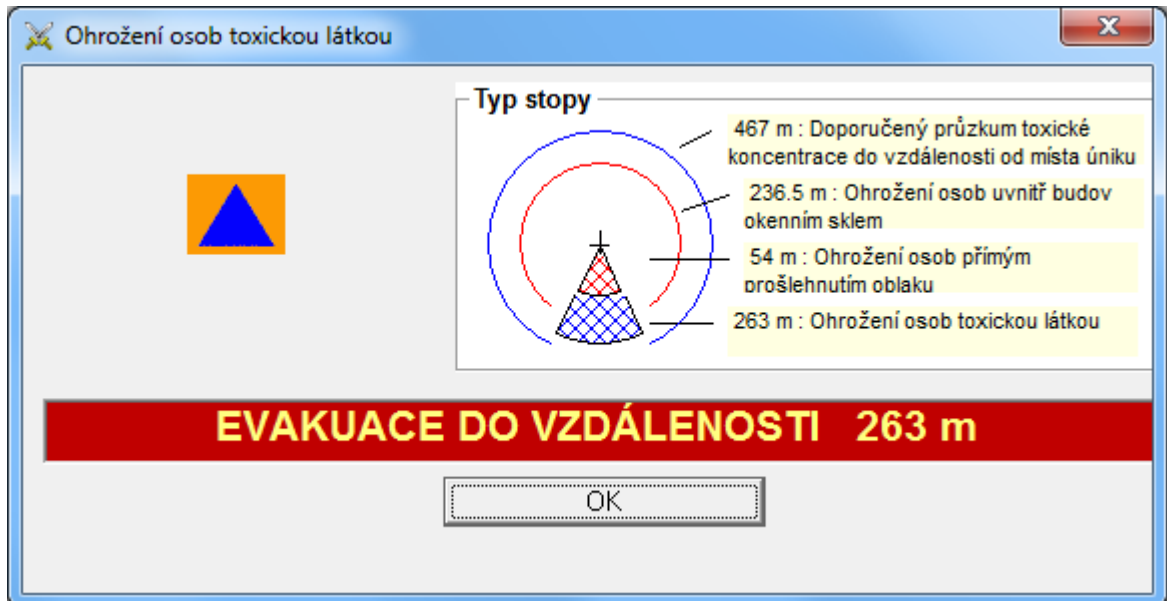 Ohrožení osob toxickou látkou
Typ stopy
467 m : Doporučený průzkum toxické
koncentrace do vzdálenosti od místa úniku
236.5 m : Ohrožení osob uvnitř budov
okenním sklem
54 m : Ohrožení osob přímým
prošlehnutím oblaku
263 m : Ohrožení osob toxickou látkou
EVAKUACE DO VZDÁLENOSTI 263 m
OK